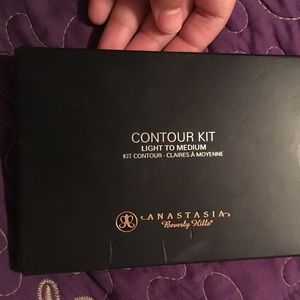 CONTOUR KIT
LIGHT TO MEDIUM
KIT CONTOUR · CLAIRES À MOYENNE
ANASTASIA
Beverly Hills